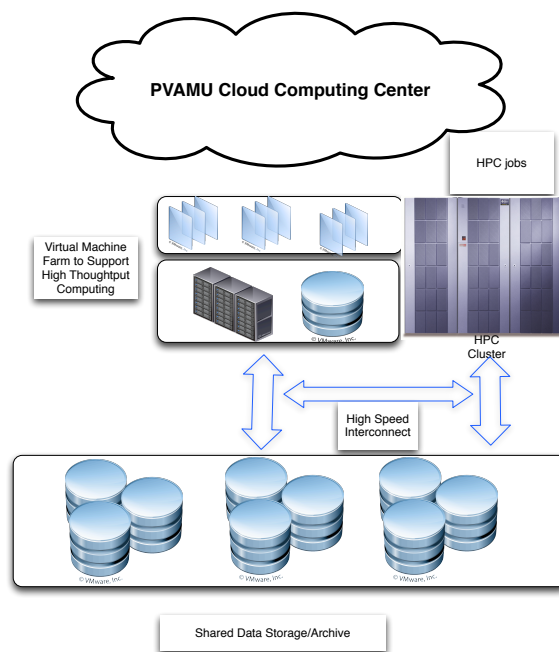 PVAMU Cloud Computing Center
HPC jobs
Virtual Machine
Farm to Support
High Thoughtput
Computing
© VMware, Inc.
HPC
Cluster
High Speed
Interconnect
© VMware, Inc.
© VMware, Inc.
© VMware, Inc.
Shared Data Storage/Archive